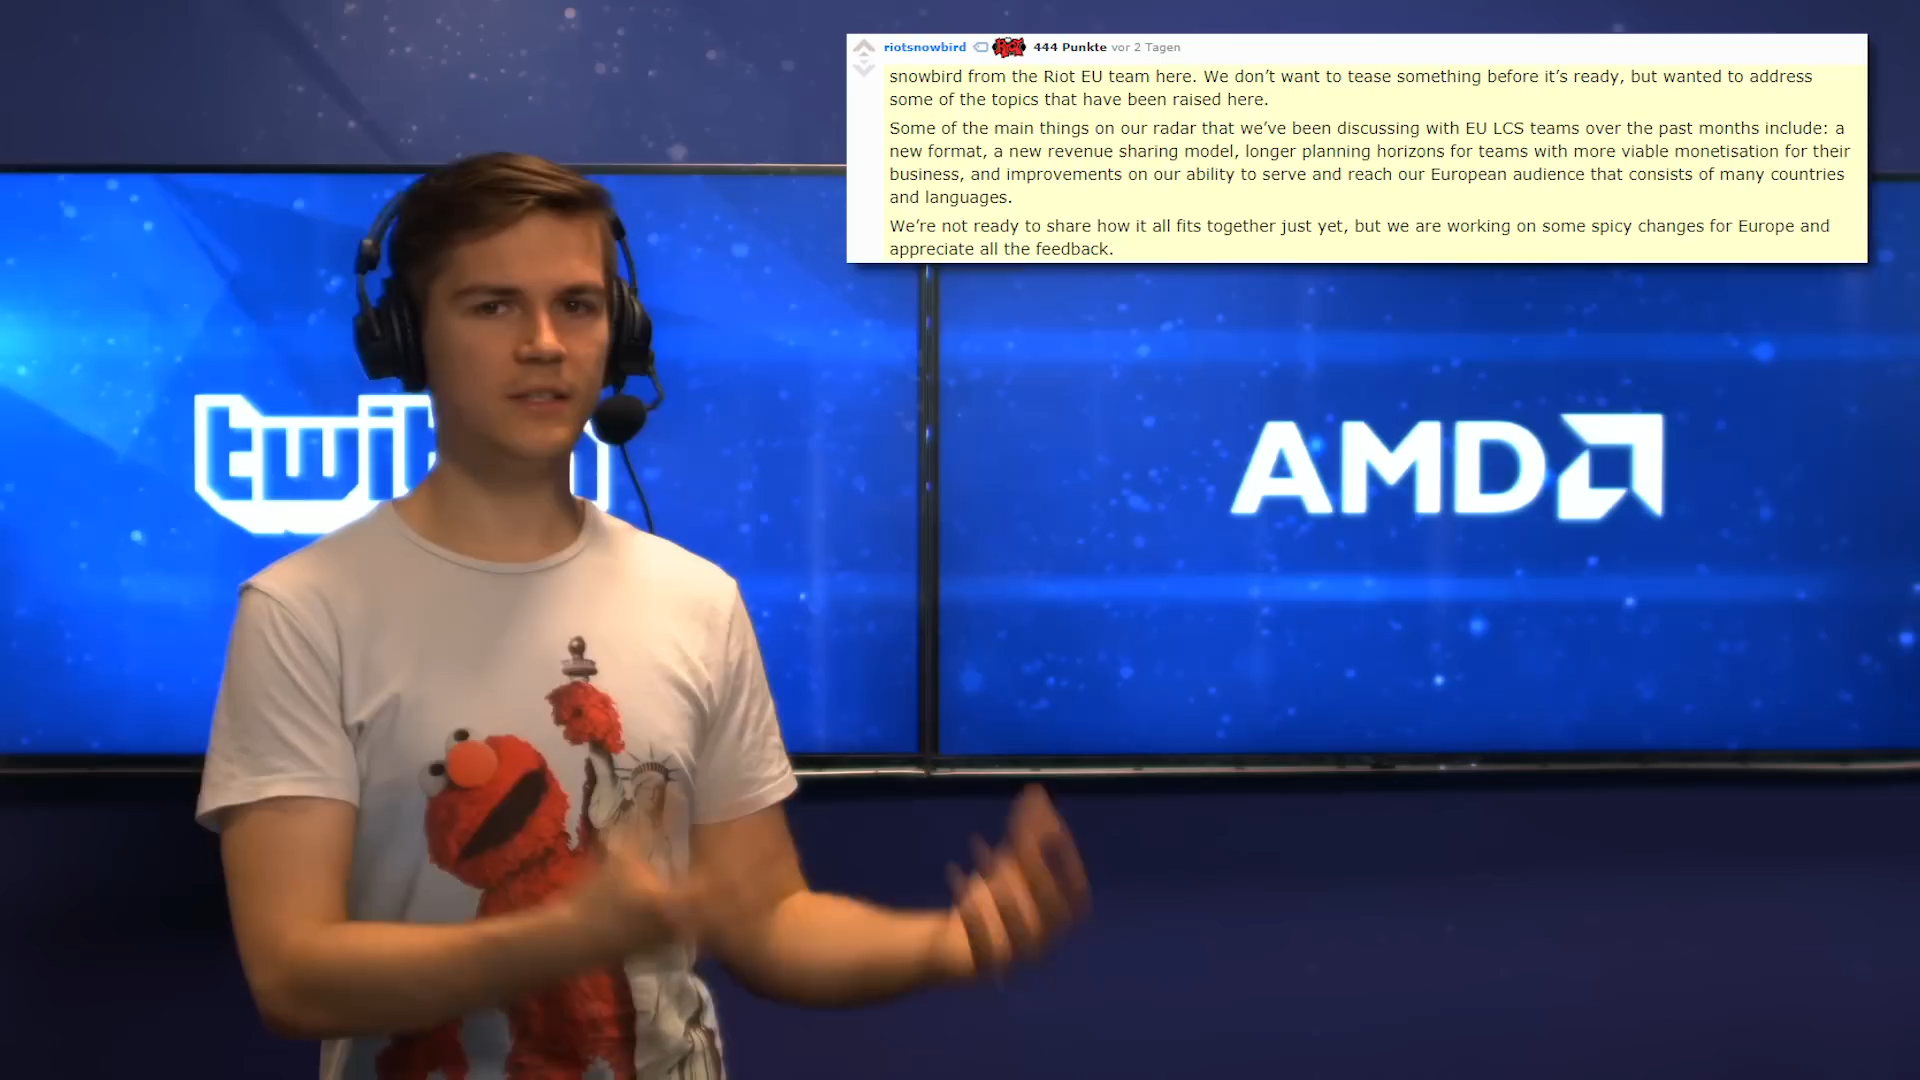 riotsnowbird 444 Punkte vor 2 Tagen
snowbird from the Riot EU team here. We don’t want to tease something before it’s ready, but wanted to address
some of the topics that have been raised here.
Some of the main things on our radar that we’ve been discussing with EU LCS teams over the past months include: a
new format, a new revenue sharing model, longer planning horizons for teams with more viable monetisation for their
business, and improvements on our ability to serve and reach our European audience that consists of many countries
and languages.
We’re not ready to share how it all fits together just yet, but we are working on some spicy changes for Europe and
appreciate all the feedback.
twitch
AMD